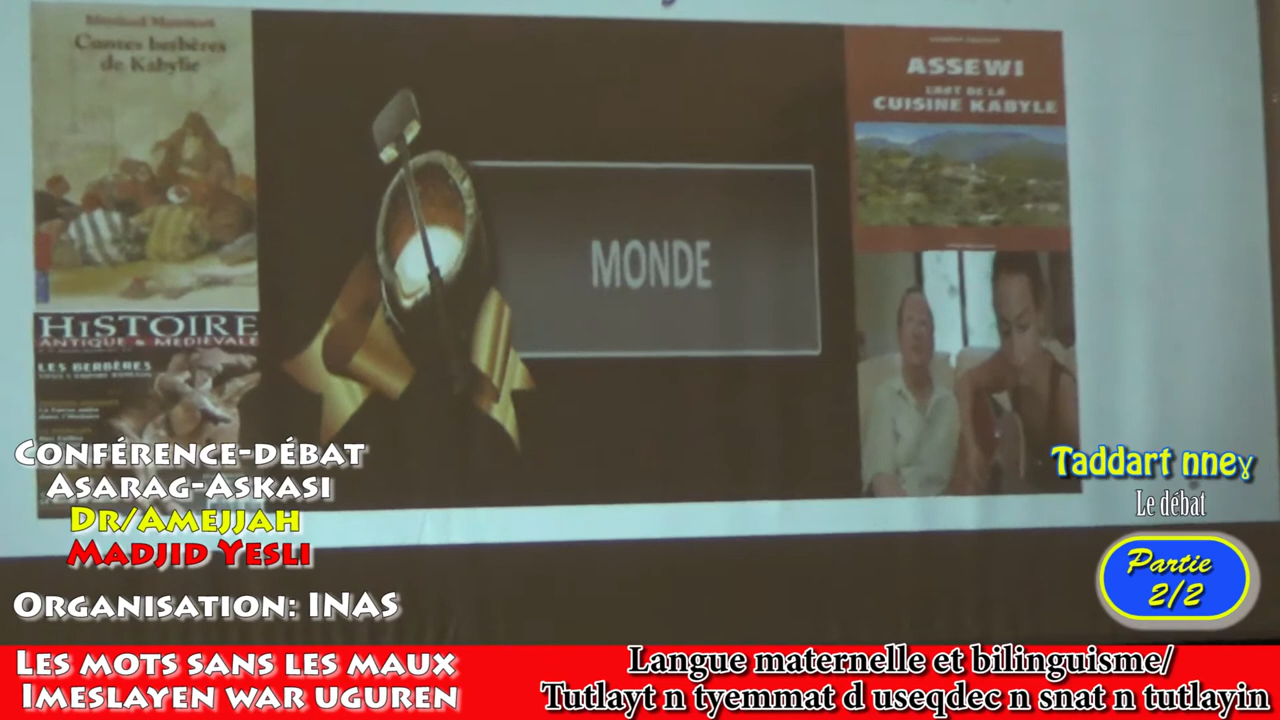 Contes berbères
de Kabylie
HISTOIRE
ANTIQUE & MÉDIÉVALE
LES BERBÈRES
MONDE
ASSEWI
L'ART DE LA
CUISINE KABYLE
CONFÉRENCE-DÉBAT
ASARAG-ASKASI
DR/AMEJJAH
MADJID YESLI
ORGANISATION: INAS
LES MOTS SANS LES MAUX
IMESLAYEN WAR UGUREN
Taddart nneɣ
Le débat
Partie
2/2
Langue maternelle et bilinguisme/
Tutlayt n tyemmat d useqdec n snat n tutlayin